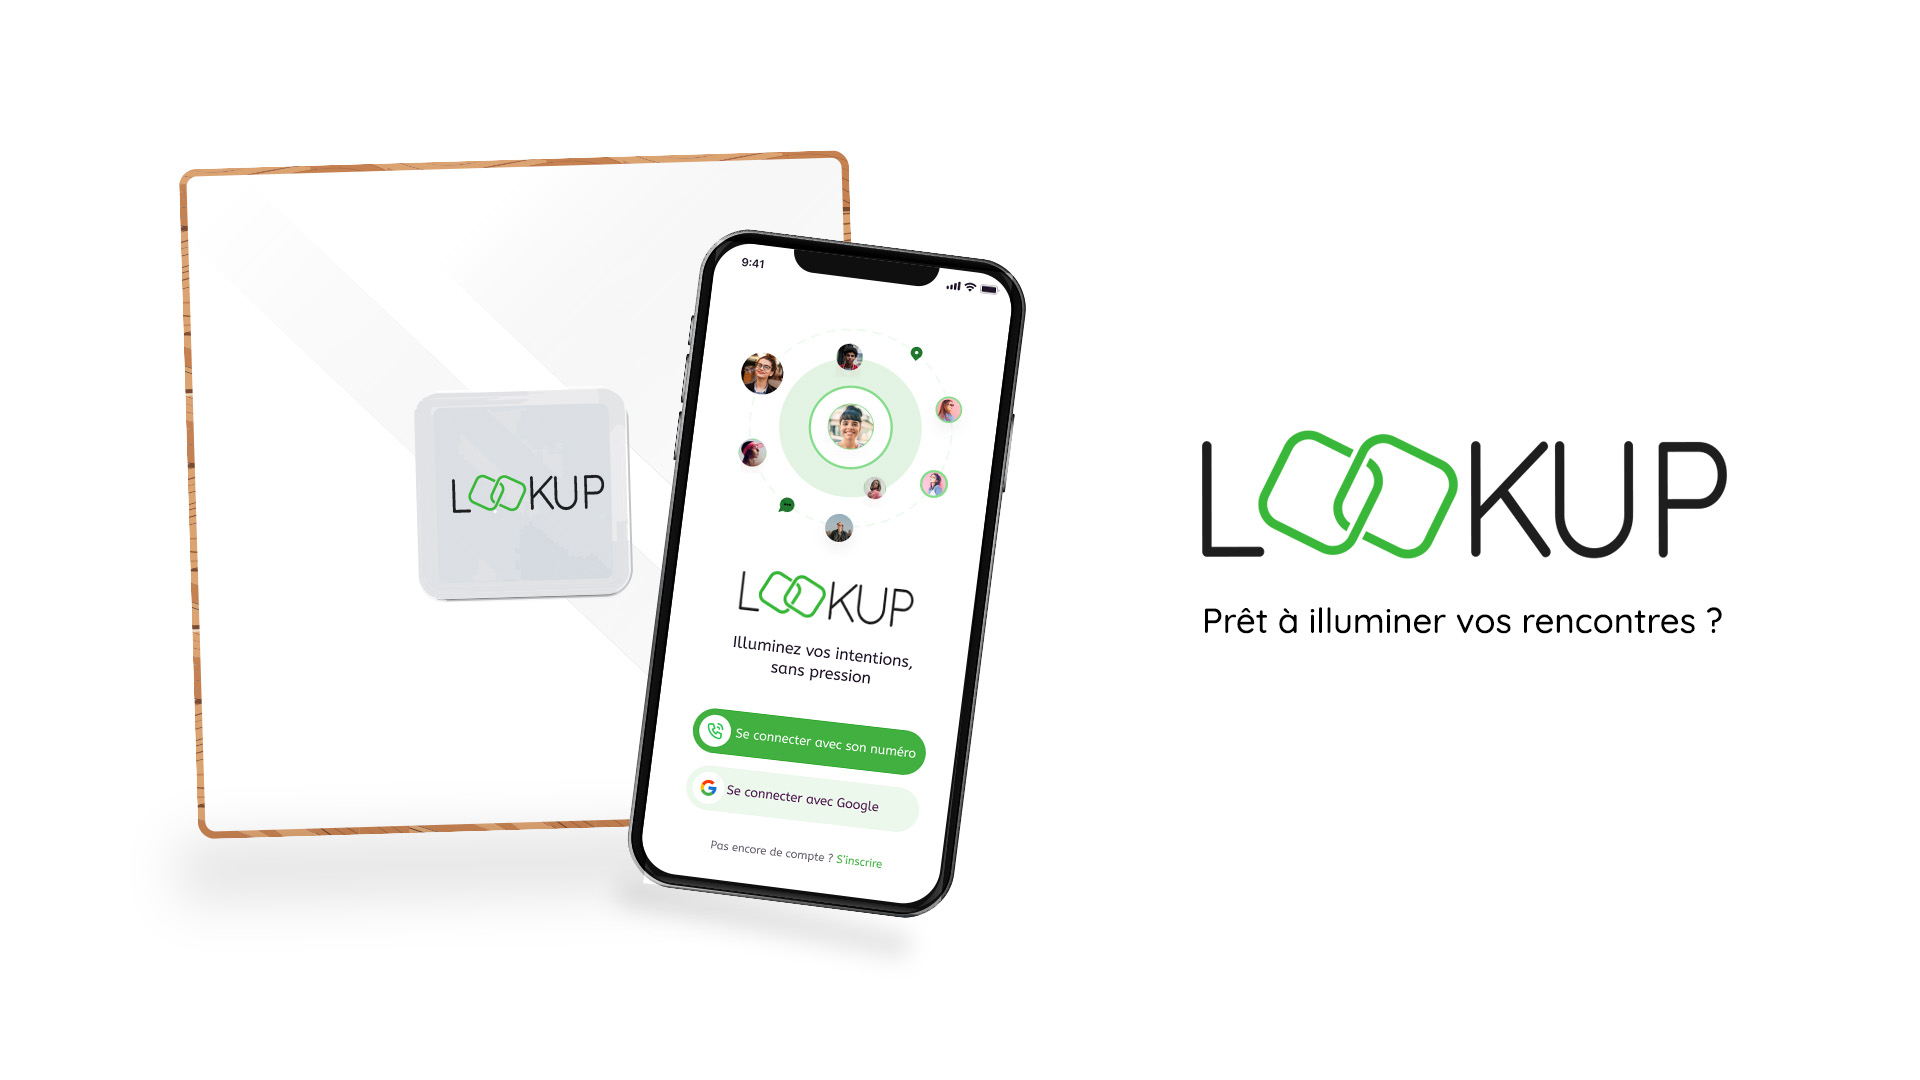 LOOKUP
9:41
LOOKUP
Illuminez vos intentions,
sans pression
Se connecter avec son numéro
Se connecter avec Google
Pas encore de compte ? S'inscrire
LOOKUP
Prêt à illuminer vos rencontres ?